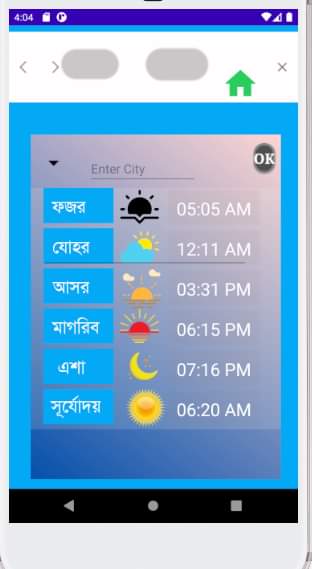 4:04
Enter City
OK
ফজর 05:05 AM
যোহর 12:11 AM
আসর 03:31 PM
মাগরিব 06:15 PM
এশা 07:16 PM
সূর্যোদয় 06:20 AM